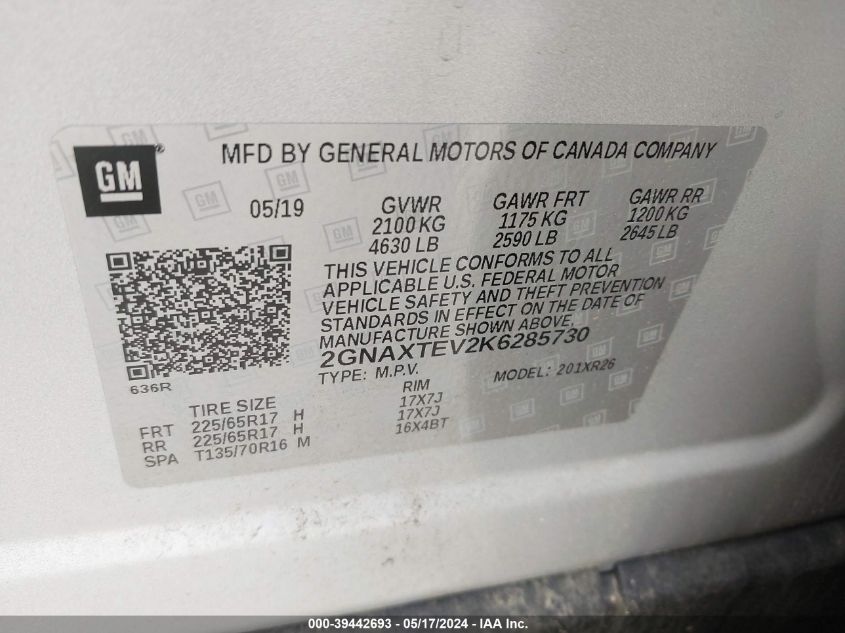 GM
MFD BY GENERAL MOTORS OF CANADA COMPANY
05/19 GVWR GAWR FRT GAWR RR
2100 KG 1175 KG 1200 KG
4630 LB 2590 LB 2645 LB
THIS VEHICLE CONFORMS TO ALL
APPLICABLE U.S. FEDERAL MOTOR
VEHICLE SAFETY AND THEFT PREVENTION
STANDARDS IN EFFECT ON THE DATE OF
MANUFACTURE SHOWN ABOVE.
2GNAXTEV2K6285730
TYPE: M.P.V. MODEL: 201XR26
636R
TIRE SIZE RIM
FRT 225/65R17 H 17X7J
RR 225/65R17 H 17X7J
SPA T135/70R16 M 16X4BT
000-39442693 - 05/17/2024 - IAA Inc.